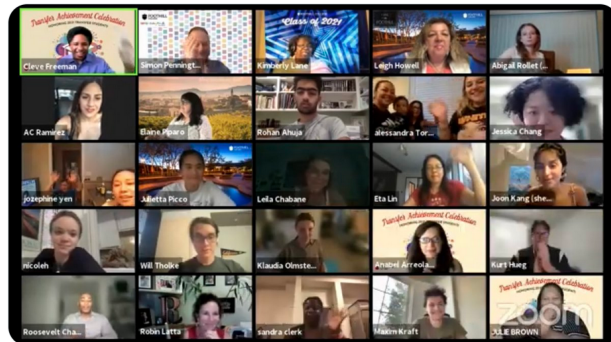 Transfer Achievement Celebration
Cleve Freeman
Simon Penningt...
Class of 2021
Kimberly Lane
Leigh Howell
Abigail Rollet (...
AC Ramirez
Elaine Piparo
Rohan Ahuja
alessandra Tor...
Jessica Chang
jozephine yen
Julietta Picco
Leila Chabane
Eta Lin
Joon Kang (she...
nicoleh
Will Tholke
Klaudia Olmste...
Transfer Achievement Celebration
Anabel Arreola...
Kurt Hueg
Roosevelt Cha...
Robin Latta
sandra clerk
Maxim Kraft
Transfer Achievement Celebration
JULIE BROWN
zoom